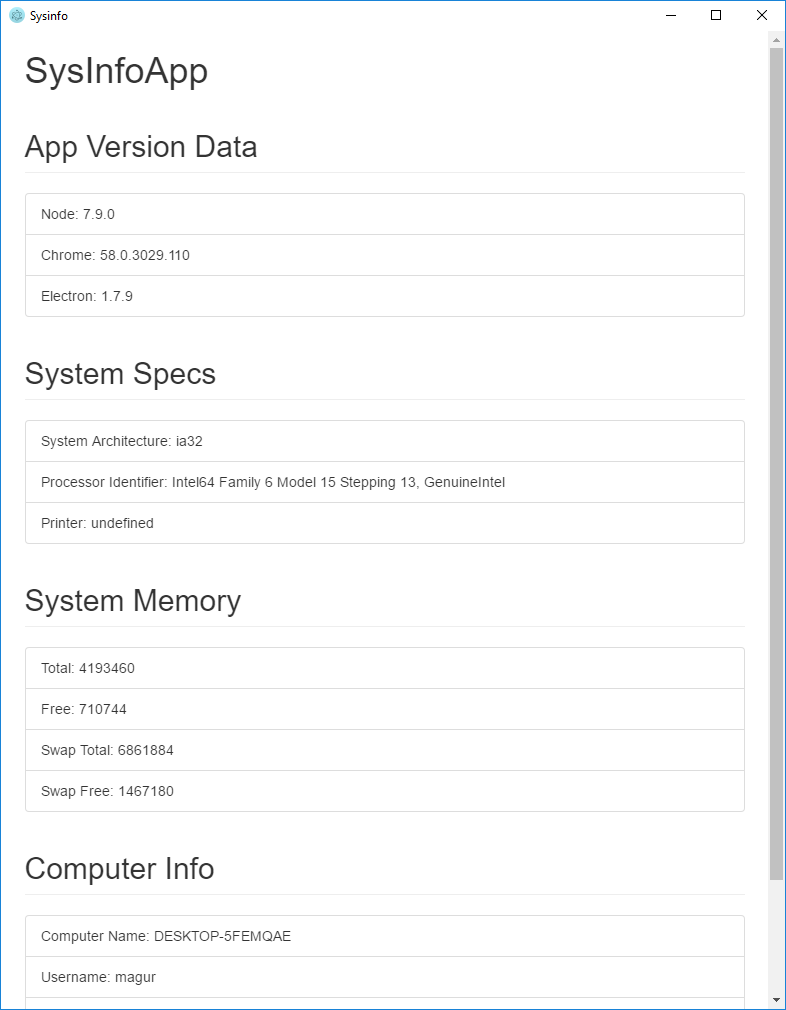 Sysinfo
SysInfoApp
App Version Data
Node: 7.9.0
Chrome: 58.0.3029.110
Electron: 1.7.9
System Specs
System Architecture: ia32
Processor Identifier: Intel64 Family 6 Model 15 Stepping 13, GenuineIntel
Printer: undefined
System Memory
Total: 4193460
Free: 710744
Swap Total: 6861884
Swap Free: 1467180
Computer Info
Computer Name: DESKTOP-5FEMQAE
Username: magur